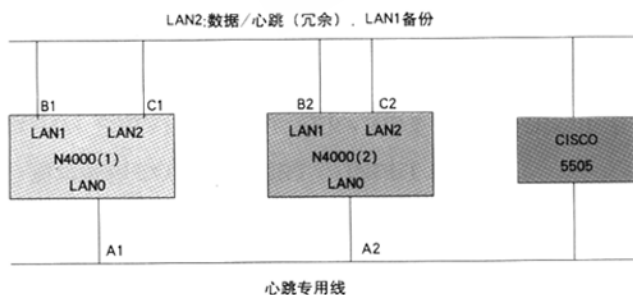 LAN2:数据/心跳（冗余）. LAN1备份
B1 C1 B2 C2
LAN1 LAN2 LAN1 LAN2 CISCO
N4000(1) N4000(2) 5505
LAN0 LAN0
A1 A2
心跳专用线